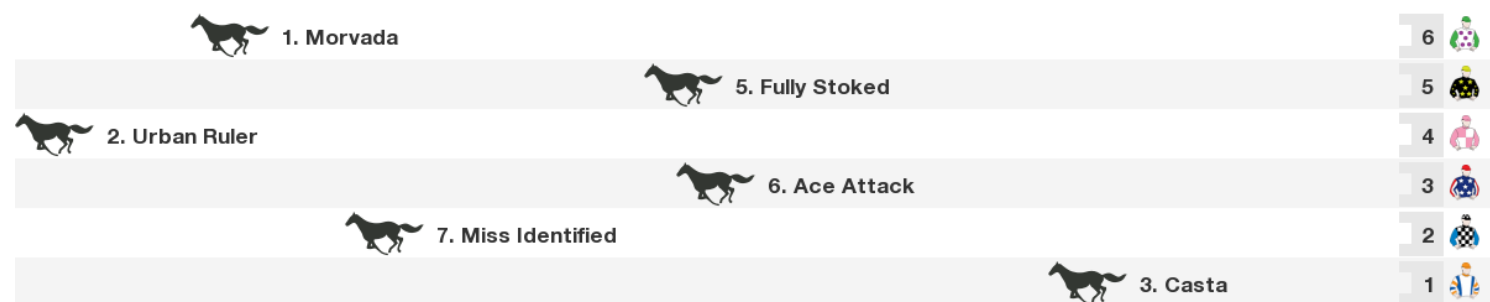 1. Morvada 6
5. Fully Stoked 5
2. Urban Ruler 4
6. Ace Attack 3
7. Miss Identified 2
3. Casta 1